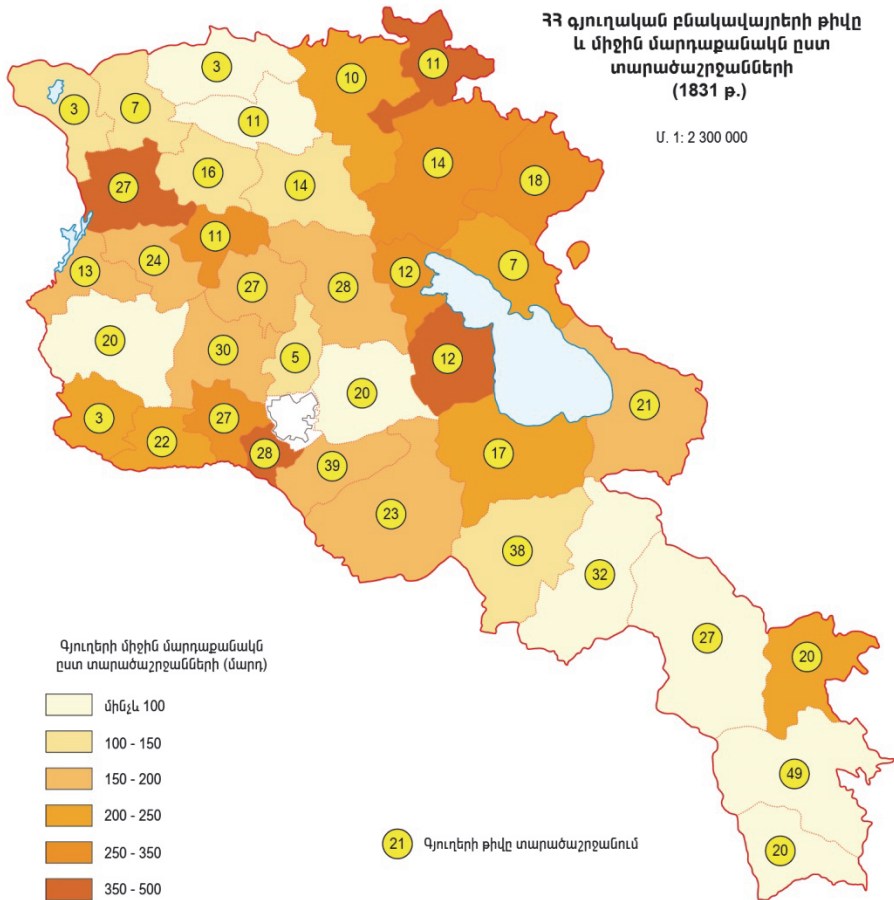 ՀՀ գյուղական բնակավայրերի թիվը
և միջին մարդաքանակն ըստ
տարածաշրջանների
(1831 թ.)
Մ. 1: 2 300 000
3
11
10
11
3
7
16
14
14
18
27
11
24
13
27
28
12
7
20
30
5
20
12
21
3
22
27
28
39
17
23
38
32
27
20
49
20
Գյուղերի միջին մարդաքանակն
ըստ տարածաշրջանների (մարդ)
մինչև 100
100 - 150
150 - 200
200 - 250
250 - 350
350 - 500
21 Գյուղերի թիվը տարածաշրջանում